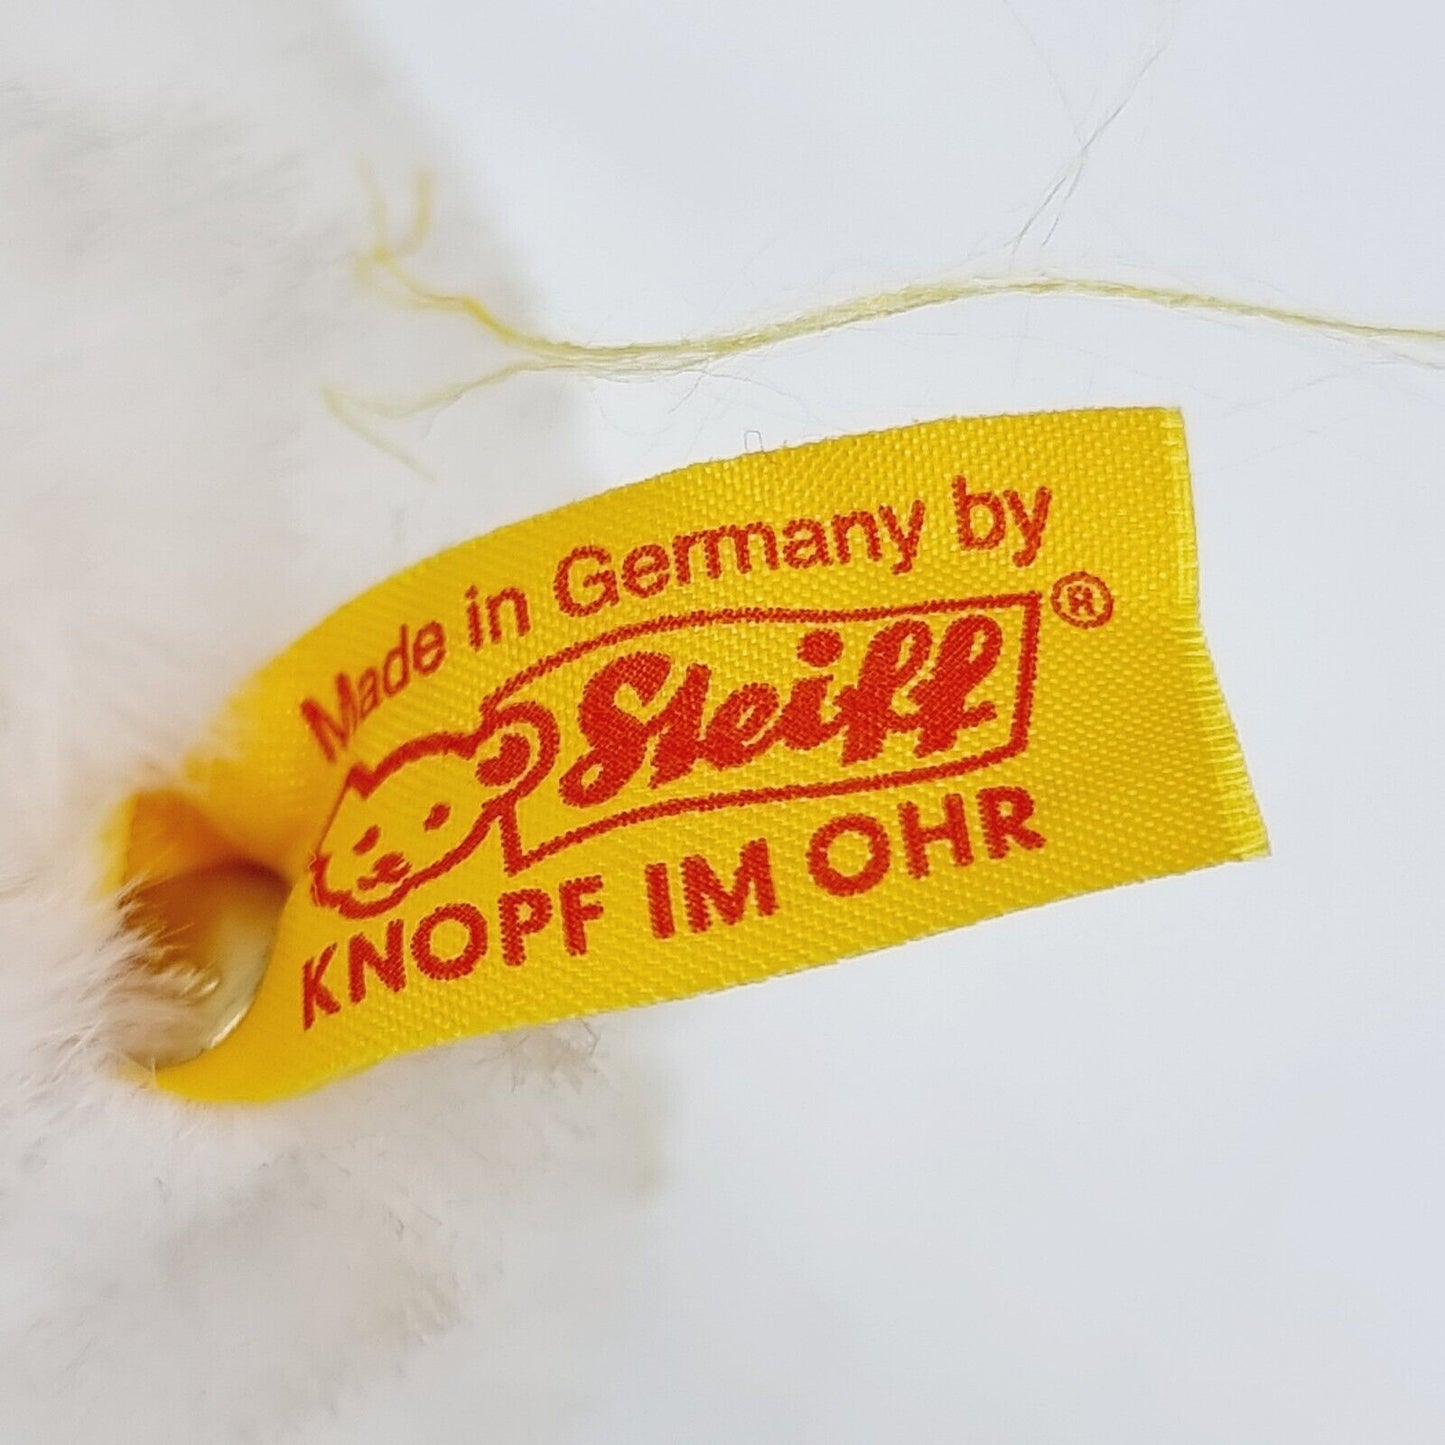 Made in Germany by
Steiff®
KNOPF IM OHR